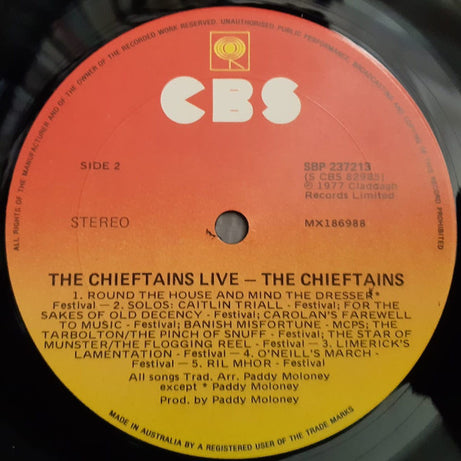 ALL RIGHTS OF THE MANUFACTURER AND OF THE OWNER OF THE RECORDED WORK RESERVED. UNAUTHORISED PUBLIC PERFORMANCE, BROADCASTING AND COPYING OF THIS RECORD PROHIBITED
CBS
SIDE 2
SBP 237213
(S CBS 82985)
℗ 1977 Claddagh
Records Limited
STEREO
MX186988
THE CHIEFTAINS LIVE — THE CHIEFTAINS
1. ROUND THE HOUSE AND MIND THE DRESSER* -
Festival — 2. SOLOS: CAITLIN TRIALL - Festival; FOR THE
SAKES OF OLD DECENCY - Festival; CAROLAN'S FAREWELL
TO MUSIC - Festival; BANISH MISFORTUNE - MCPS; THE
TARBOLTON/THE PINCH OF SNUFF - Festival; THE STAR OF
MUNSTER/THE FLOGGING REEL - Festival — 3. LIMERICK'S
LAMENTATION - Festival — 4. O'NEILL'S MARCH -
Festival — 5. RIL MHOR - Festival
All songs Trad. Arr. Paddy Moloney
except * Paddy Moloney
Prod. by Paddy Moloney
MADE IN AUSTRALIA BY A REGISTERED USER OF THE TRADE MARKS